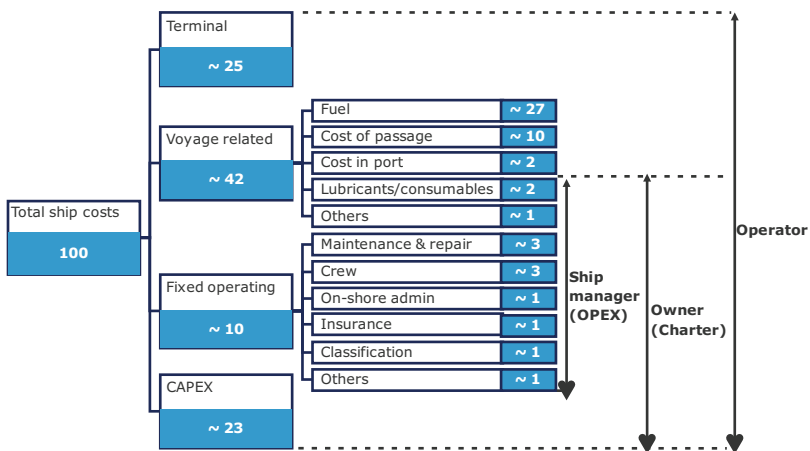 Total ship costs
100
Terminal
~ 25
Voyage related
~ 42
Fuel
~ 27
Cost of passage
~ 10
Cost in port
~ 2
Lubricants/consumables
~ 2
Others
~ 1
Fixed operating
~ 10
Maintenance & repair
~ 3
Crew
~ 3
On-shore admin
~ 1
Insurance
~ 1
Classification
~ 1
Others
~ 1
CAPEX
~ 23
Ship
manager
(OPEX)
Owner
(Charter)
Operator